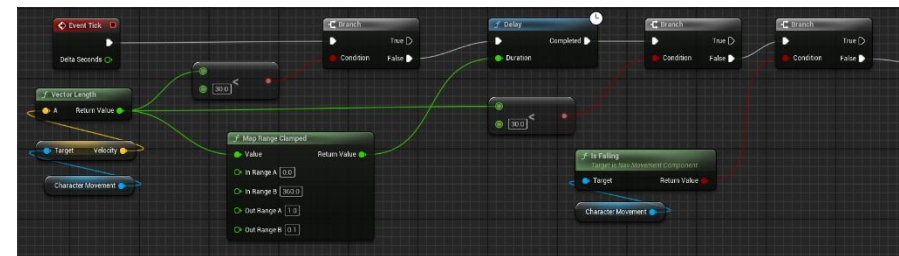 Event Tick
Delta Seconds
Branch
True
Condition
False
Delay
Completed
Duration
Branch
True
Condition
False
Branch
True
Condition
False
<
30.0
f Vector Length
A
Return Value
Target
Velocity
Character Movement
f Map Range Clamped
Value
Return Value
In Range A 0.0
In Range B 360.0
Out Range A 1.0
Out Range B 0.1
<
30.0
f Is Falling
Target is Nav Movement Component
Target
Return Value
Character Movement